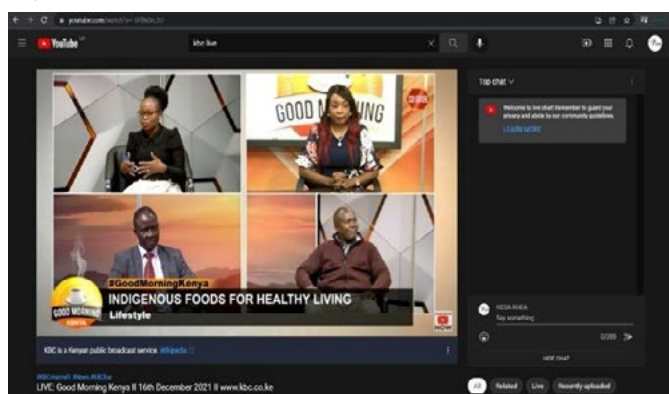 YouTube
kbc live
GOOD MORNING
#GoodMorningKenya
INDIGENOUS FOODS FOR HEALTHY LIVING
Lifestyle
GOOD MORNING
KENYA
KBC is a Kenyan public broadcast service. Wikipedia
LIVE: Good Morning Kenya II 16th December 2021 II www.kbc.co.ke
Top chat
Welcome to live chat! Remember to guard your
privacy and abide by our community guidelines.
LEARN MORE
Say something...
0/200
HIDE CHAT
All
Related
Live
Recently uploaded